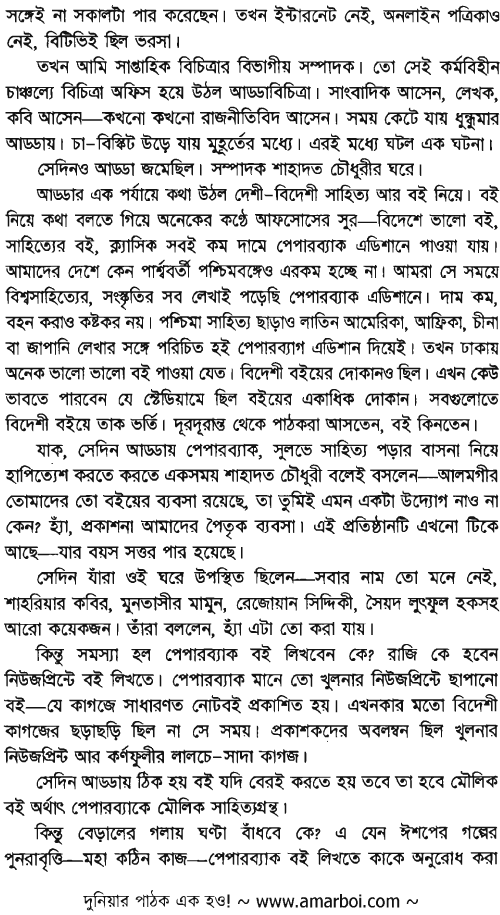 সঙ্গেই না সকালটা পার করেছেন। তখন ইন্টারনেট নেই, অনলাইন পত্রিকাও
নেই, বিটিভিই ছিল ভরসা।
তখন আমি সাপ্তাহিক বিচিত্রার বিভাগীয় সম্পাদক। তো সেই কর্মবিহীন
চাঞ্চল্যে বিচিত্রা অফিস হয়ে উঠল আড্ডাবিচিত্রা। সাংবাদিক আসেন, লেখক,
কবি আসেন—কখনো কখনো রাজনীতিবিদ আসেন। সময় কেটে যায় ধুন্ধুমার
আড্ডায়। চা-বিস্কিট উড়ে যায় মুহূর্তের মধ্যে। এরই মধ্যে ঘটল এক ঘটনা।
সেদিনও আড্ডা জমেছিল। সম্পাদক শাহাদত চৌধুরীর ঘরে।
আড্ডার এক পর্যায়ে কথা উঠল দেশী-বিদেশী সাহিত্য আর বই নিয়ে। বই
নিয়ে কথা বলতে গিয়ে অনেকের কণ্ঠে আফসোসের সুর—বিদেশে ভালো বই,
সাহিত্যের বই, ক্ল্যাসিক সবই কম দামে পেপারব্যাক এডিশানে পাওয়া যায়।
আমাদের দেশে কেন পার্শ্ববর্তী পশ্চিমবঙ্গেও এরকম হচ্ছে না। আমরা সে সময়ে
বিশ্বসাহিত্যের, সংস্কৃতির সব লেখাই পড়েছি পেপারব্যাক এডিশানে। দাম কম,
বহন করাও কষ্টকর নয়। পশ্চিমা সাহিত্য ছাড়াও লাতিন আমেরিকা, আফ্রিকা, চীনা
বা জাপানি লেখার সঙ্গে পরিচিত হই পেপারব্যাগ এডিশান দিয়েই। তখন ঢাকায়
অনেক ভালো ভালো বই পাওয়া যেত। বিদেশী বইয়ের দোকানও ছিল। এখন কেউ
ভাবতে পারবেন যে স্টেডিয়ামে ছিল বইয়ের একাধিক দোকান। সবগুলোতে
বিদেশী বইয়ে তাক ভর্তি। দূরদূরান্ত থেকে পাঠকরা আসতেন, বই কিনতেন।
যাক, সেদিন আড্ডায় পেপারব্যাক, সুলভে সাহিত্য পড়ার বাসনা নিয়ে
হাপিত্যেশ করতে করতে একসময় শাহাদত চৌধুরী বলেই বসলেন—আলমগীর
তোমাদের তো বইয়ের ব্যবসা রয়েছে, তা তুমিই এমন একটা উদ্যোগ নাও না
কেন? হ্যাঁ, প্রকাশনা আমাদের পৈতৃক ব্যবসা। এই প্রতিষ্ঠানটি এখনো টিকে
আছে—যার বয়স সত্তর পার হয়েছে।
সেদিন যাঁরা ওই ঘরে উপস্থিত ছিলেন—সবার নাম তো মনে নেই,
শাহরিয়ার কবির, মুনতাসীর মামুন, রেজোয়ান সিদ্দিকী, সৈয়দ লুৎফুল হকসহ
আরো কয়েকজন। তাঁরা বললেন, হ্যাঁ এটা তো করা যায়।
কিন্তু সমস্যা হল পেপারব্যাক বই লিখবেন কে? রাজি কে হবেন
নিউজপ্রিন্টে বই লিখতে। পেপারব্যাক মানে তো খুলনার নিউজপ্রিন্টে ছাপানো
বই—যে কাগজে সাধারণত নোটবই প্রকাশিত হয়। এখনকার মতো বিদেশী
কাগজের ছড়াছড়ি ছিল না সে সময়। প্রকাশকদের অবলম্বন ছিল খুলনার
নিউজপ্রিন্ট আর কর্ণফুলীর লালচে-সাদা কাগজ।
সেদিন আড্ডায় ঠিক হয় বই যদি বেরই করতে হয় তবে তা হবে মৌলিক
বই অর্থাৎ পেপারব্যাকে মৌলিক সাহিত্যগ্রন্থ।
কিন্তু বেড়ালের গলায় ঘণ্টা বাঁধবে কে? এ যেন ঈশপের গল্পের
পুনরাবৃত্তি—মহা কঠিন কাজ—পেপারব্যাক বই লিখতে কাকে অনুরোধ করা
দুনিয়ার পাঠক এক হও! ~ www.amarboi.com ~